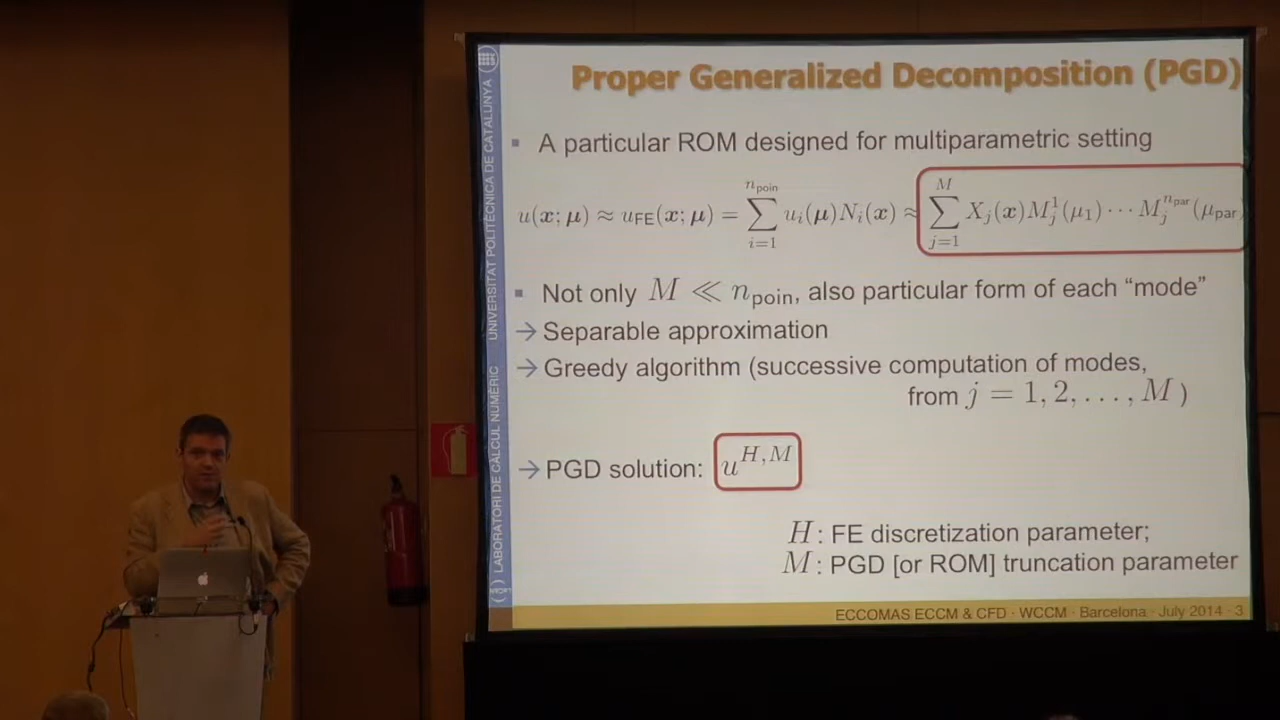 Proper Generalized Decomposition (PGD)
▪ A particular ROM designed for multiparametric setting
u(x; μ) ≈ u_FE(x; μ) = ∑_{i=1}^{n_poin} u_i(μ)N_i(x) ≈ ∑_{j=1}^{M} X_j(x)M_j^1(μ_1) ··· M_j^{n_par}(μ_par
▪ Not only M ≪ n_poin, also particular form of each “mode”
→ Separable approximation
→ Greedy algorithm (successive computation of modes,
from j = 1, 2, . . . , M )
→ PGD solution: u^{H,M}
H : FE discretization parameter;
M : PGD [or ROM] truncation parameter
ECCOMAS ECCM & CFD · WCCM · Barcelona · July 2014 · 3
LABORATORI DE CÀLCUL NUMÈRIC UNIVERSITAT POLITÈCNICA DE CATALUNYA